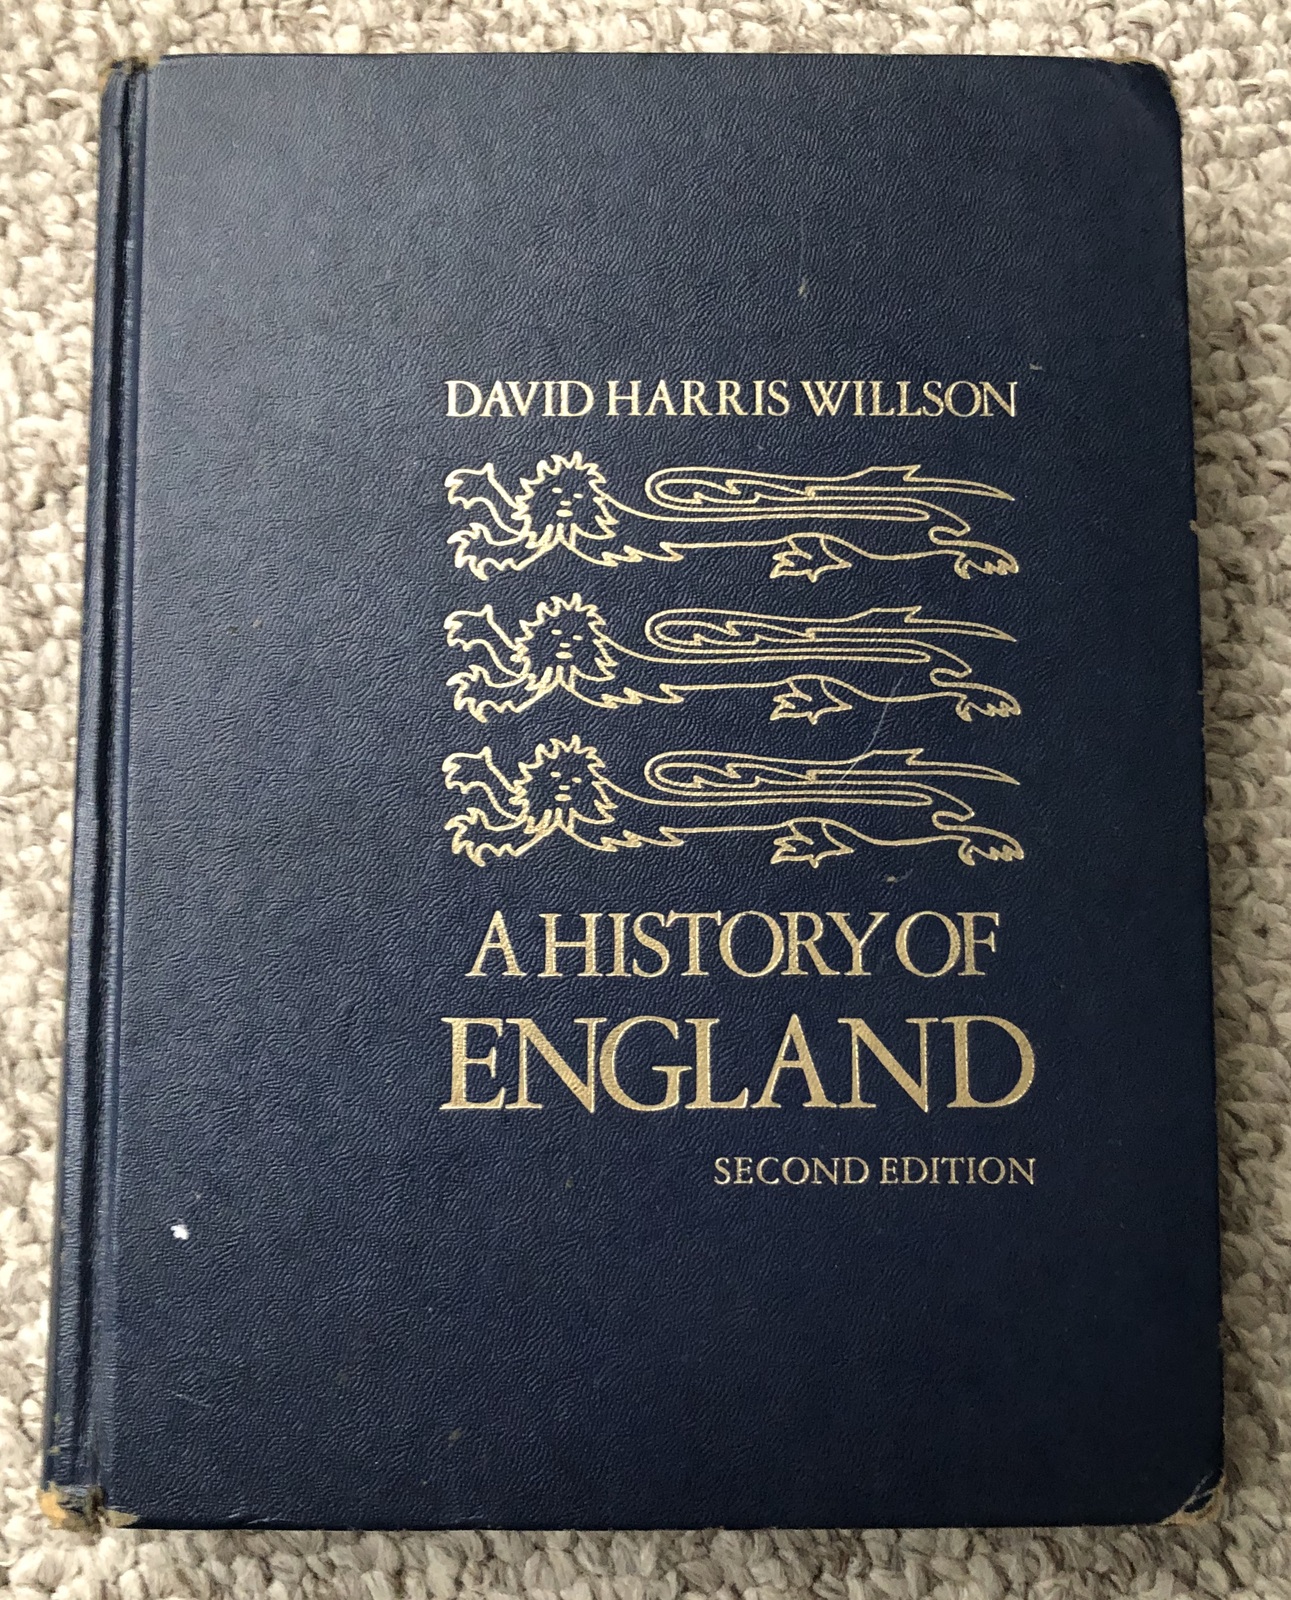 DAVID HARRIS WILLSON
A HISTORY OF
ENGLAND
SECOND EDITION